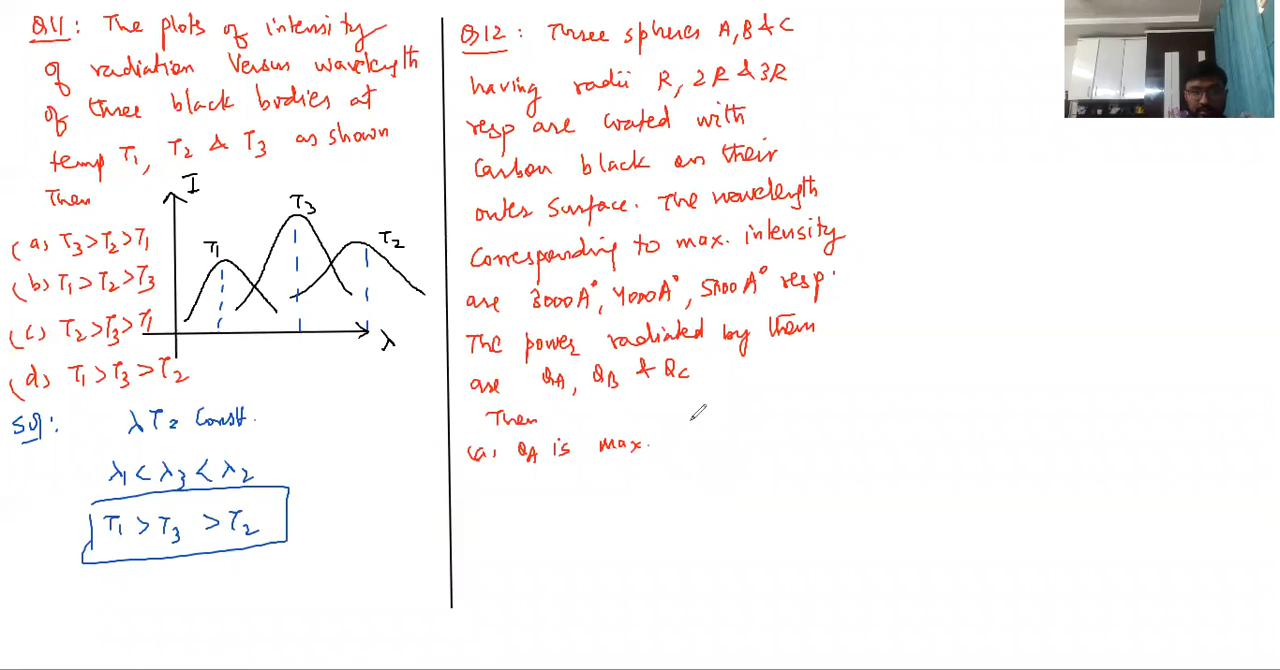 Q11: The plots of intensity
of radiation Versus wavelength
of three black bodies at
temp T₁, T₂ & T₃ as shown
Then
(a) T₃ > T₂ > T₁
(b) T₁ > T₂ > T₃
(c) T₂ > T₃ > T₁
(d) T₁ > T₃ > T₂
I
T₁
T₃
T₂
λ
Sol: λT = Const.
λ₁ < λ₃ < λ₂
T₁ > T₃ > T₂
Q12: Three spheres A, B & C
having radii R, 2R & 3R
resp are coated with
Carbon black on their
outer Surface. The wavelength
Corresponding to max. intensity
are 3000A°, 4000A°, 5000A° resp.
The power radiated by them
are QA, QB & QC
Then
(a) QA is max.